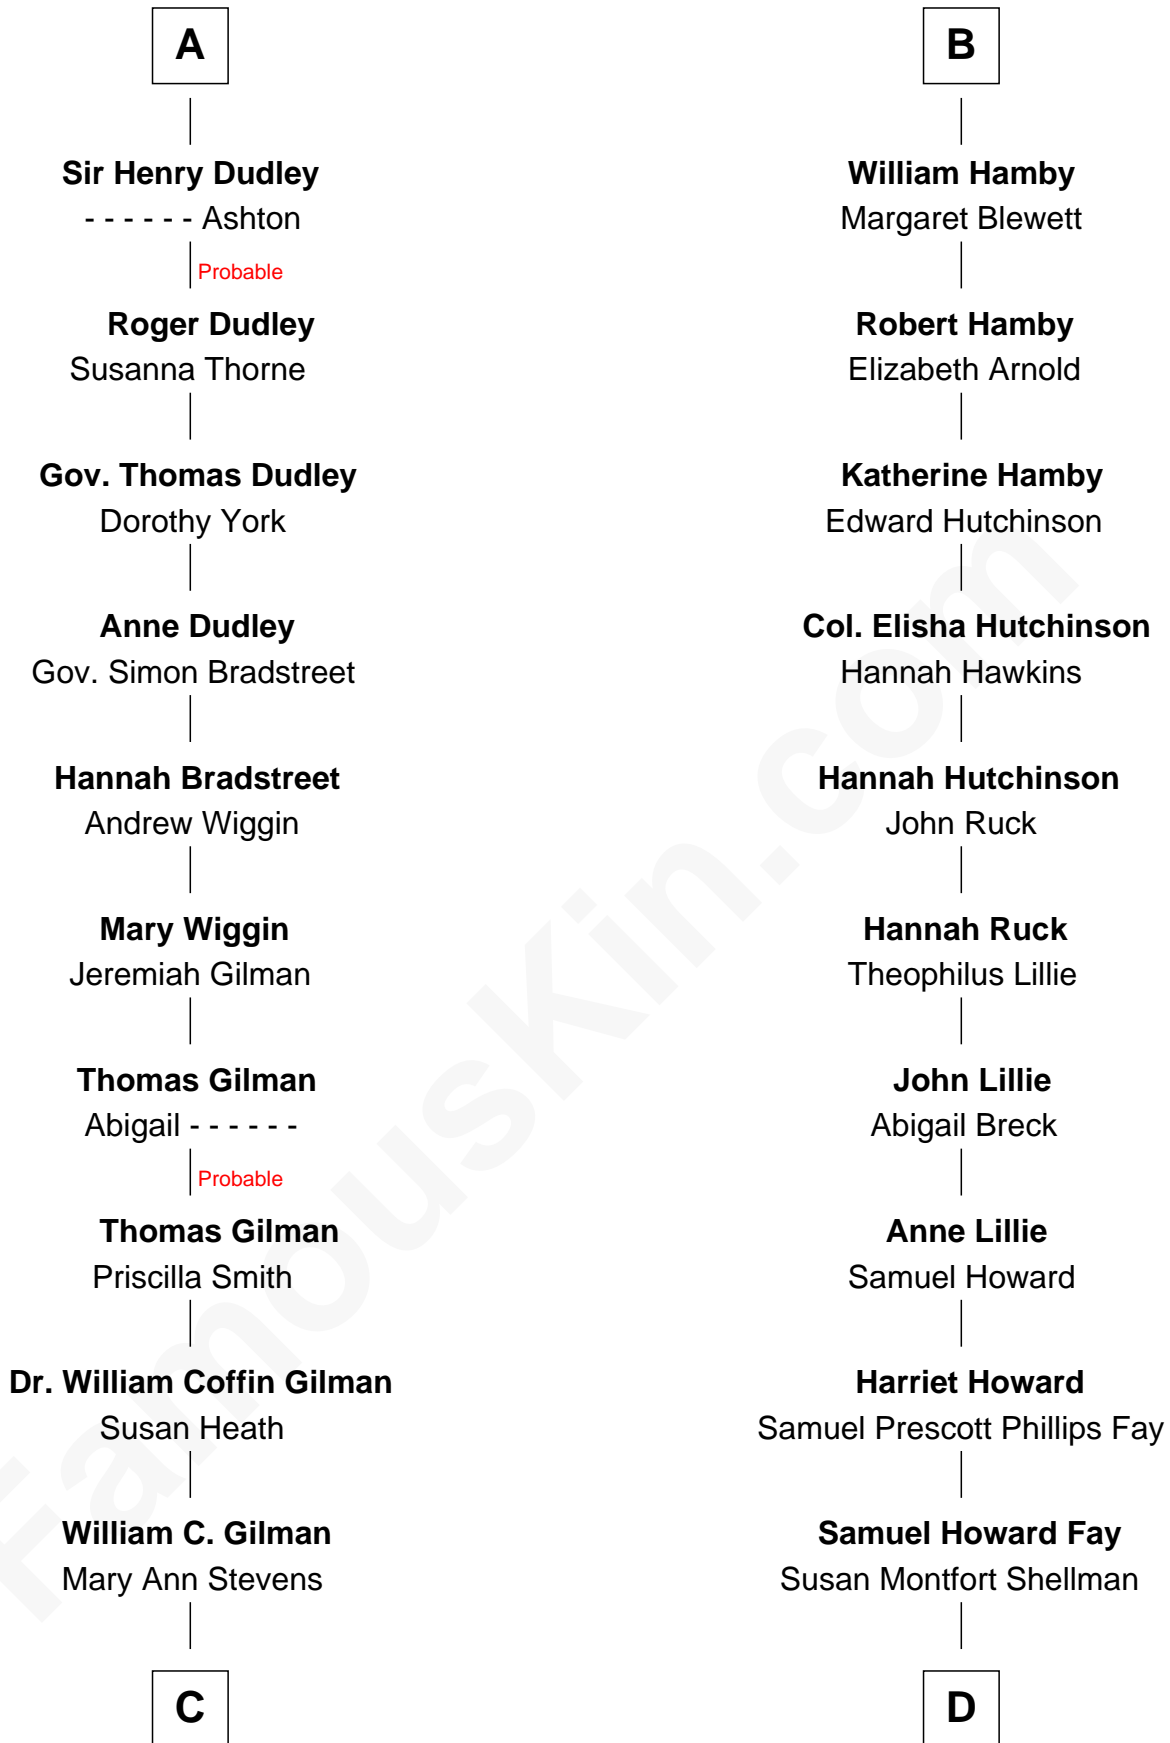 A
Sir Henry Dudley
- - - - - - Ashton
Probable
Roger Dudley
Susanna Thorne
Gov. Thomas Dudley
Dorothy York
Anne Dudley
Gov. Simon Bradstreet
Hannah Bradstreet
Andrew Wiggin
Mary Wiggin
Jeremiah Gilman
Thomas Gilman
Abigail - - - - - -
Probable
Thomas Gilman
Priscilla Smith
Dr. William Coffin Gilman
Susan Heath
William C. Gilman
Mary Ann Stevens
C
B
William Hamby
Margaret Blewett
Robert Hamby
Elizabeth Arnold
Katherine Hamby
Edward Hutchinson
Col. Elisha Hutchinson
Hannah Hawkins
Hannah Hutchinson
John Ruck
Hannah Ruck
Theophilus Lillie
John Lillie
Abigail Breck
Anne Lillie
Samuel Howard
Harriet Howard
Samuel Prescott Phillips Fay
Samuel Howard Fay
Susan Montfort Shellman
D
FamousKin.com